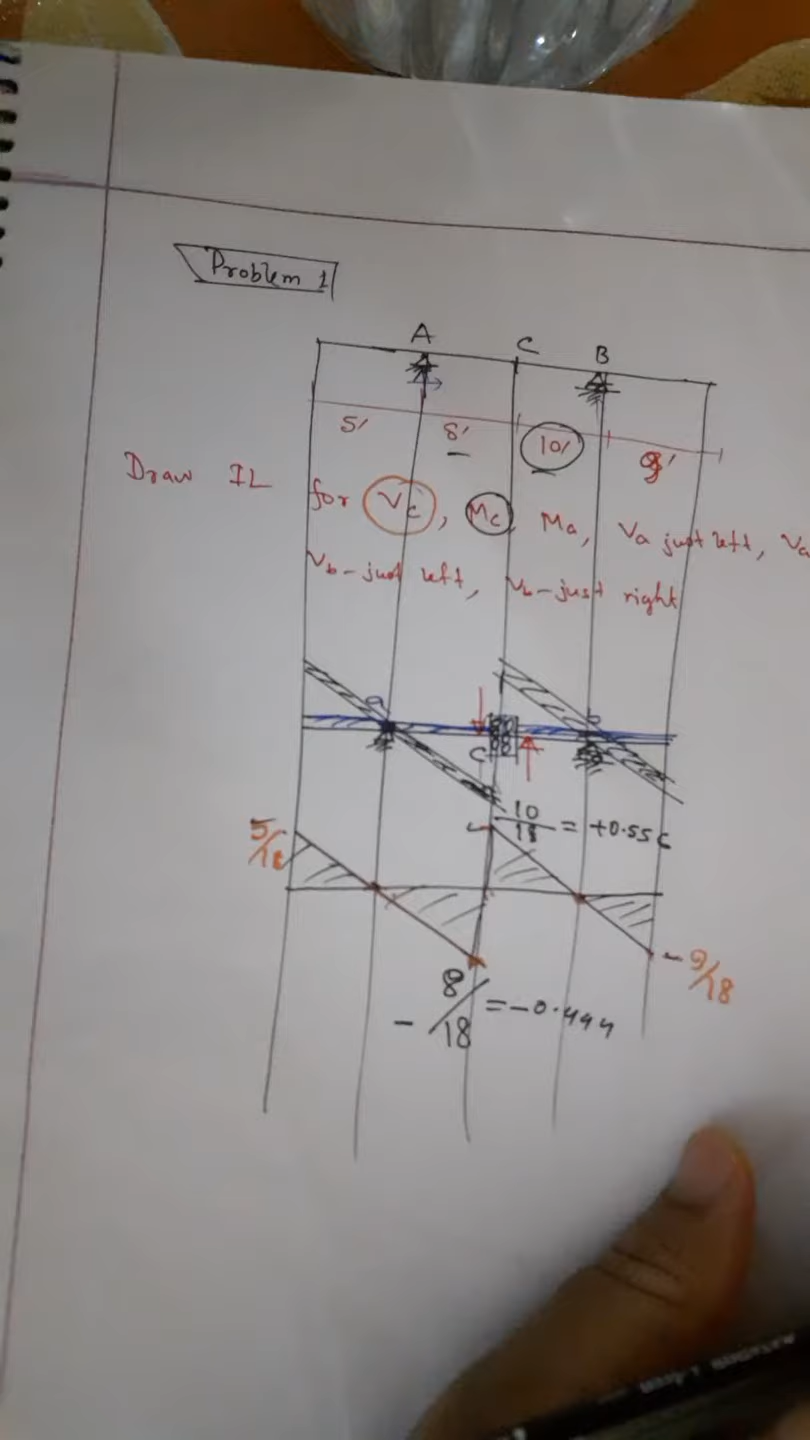 Problem 1
A C B
5' 8' 10' 9'
Draw IL for Vc, Mc, Ma, Va just left, Va
Vb-just left, Vb-just right
a b
c
10/18 = +0.55
5/18
-9/18
-8/18 = -0.444